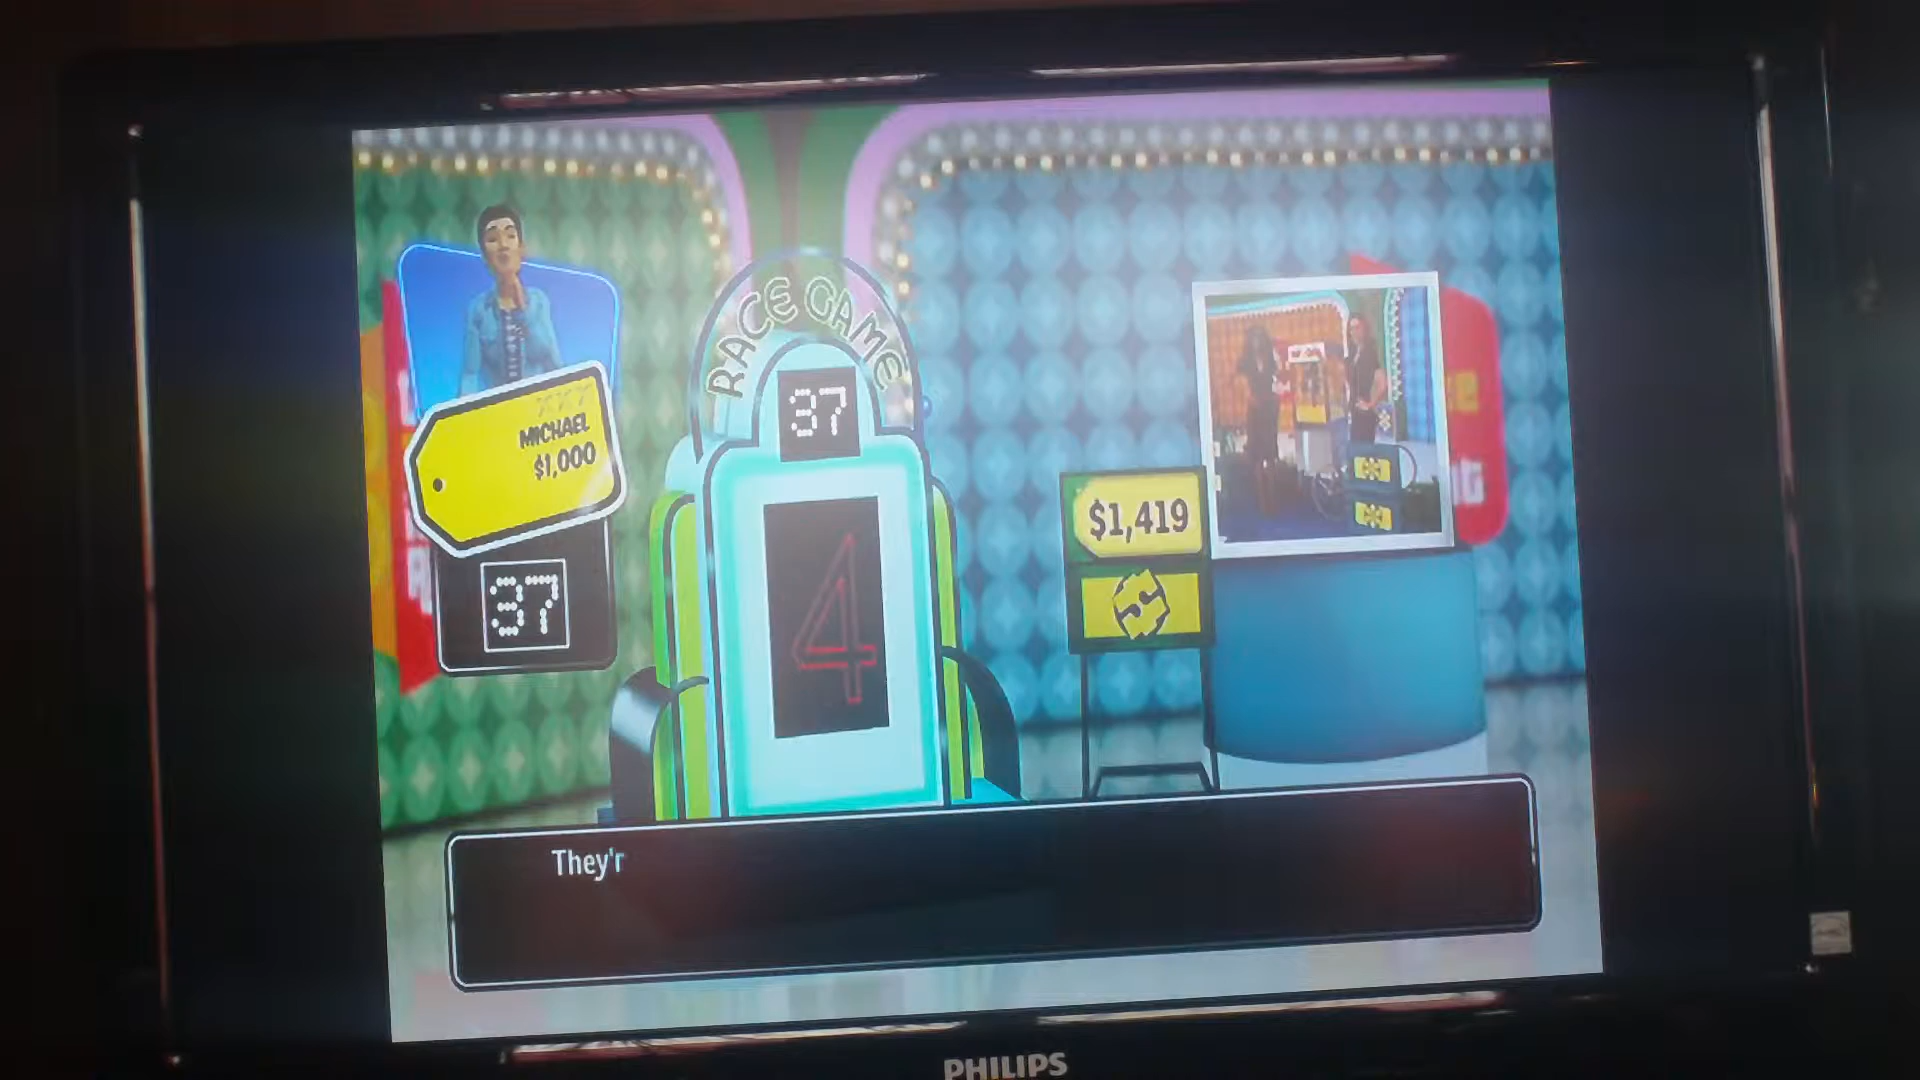 RACE GAME
37
4
MICHAEL
$1,000
37
$1,419
They'r
PHILIPS